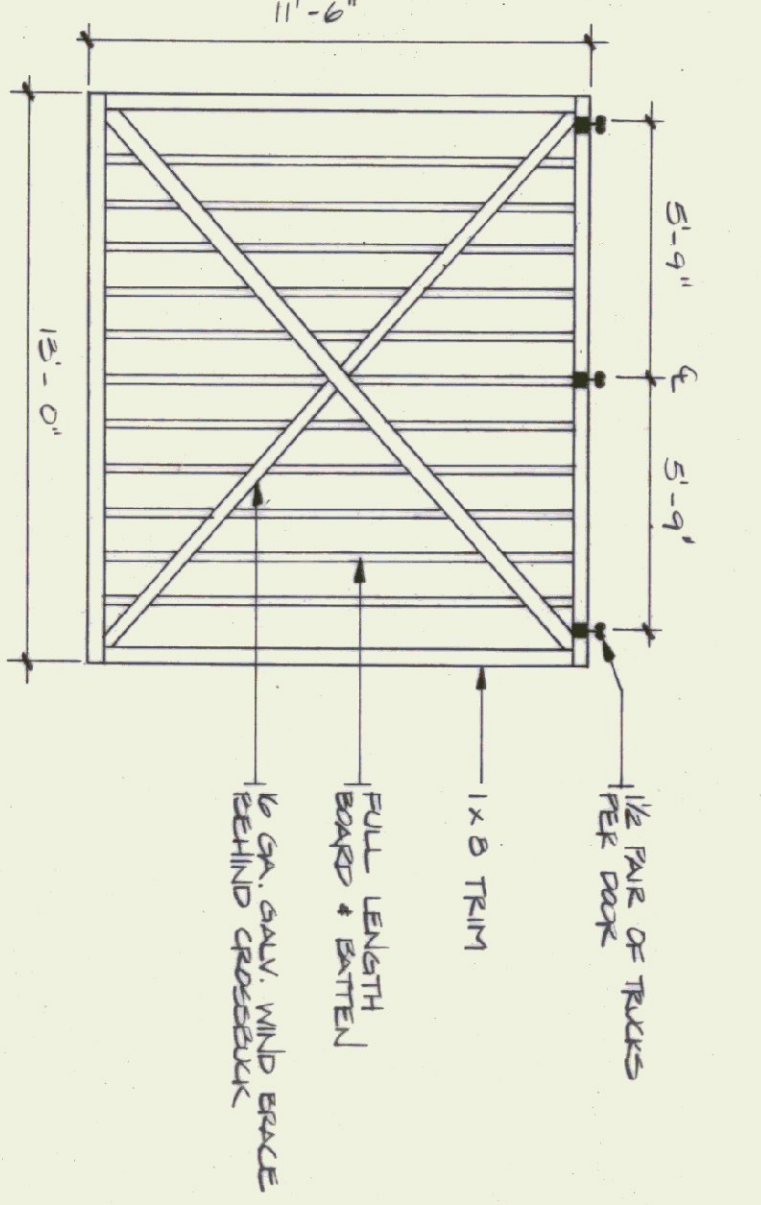 5'-9" ℄ 5'-9"
11'-6"
13'-0"
1½ PAIR OF TRUCKS
PER DOOR
1 x 8 TRIM
FULL LENGTH
BOARD & BATTEN
16 GA. GALV. WIND BRACE
BEHIND CROSSBUCK